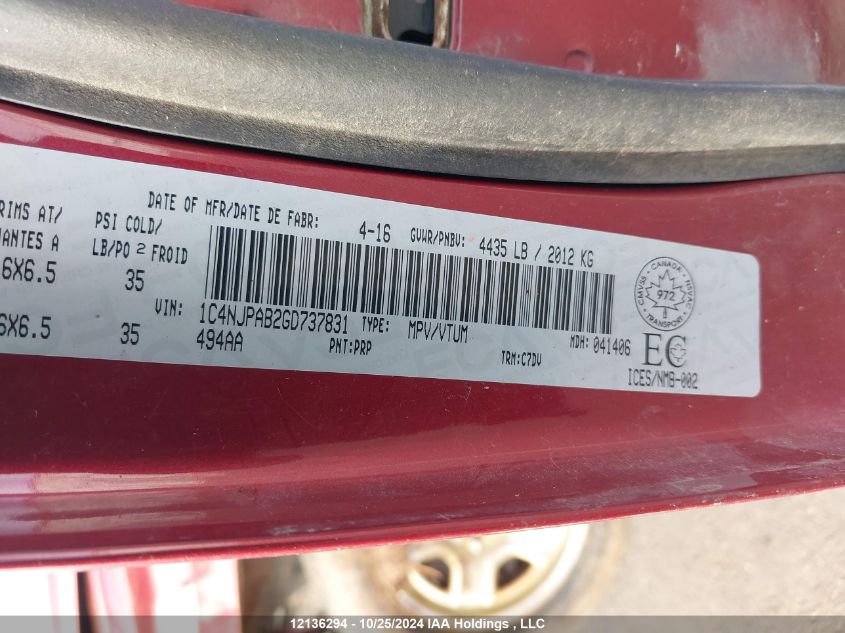 DATE OF MFR/DATE DE FABR: 4-16 GVWR/PNBV: 4435 LB / 2012 KG
RIMS AT/ PSI COLD/
ANTES A LB/PO 2 FROID
6X6.5 35
VIN: 1C4NJPAB2GD737831 TYPE: MPV/VTUM MDH: 041406
6X6.5 35 494AA PNT:PRP TRM:C7DV
CMVSS CANADA NSVAC
972
TRANSPORT
EC
ICES/NMB-002
12136294 - 10/25/2024 IAA Holdings , LLC